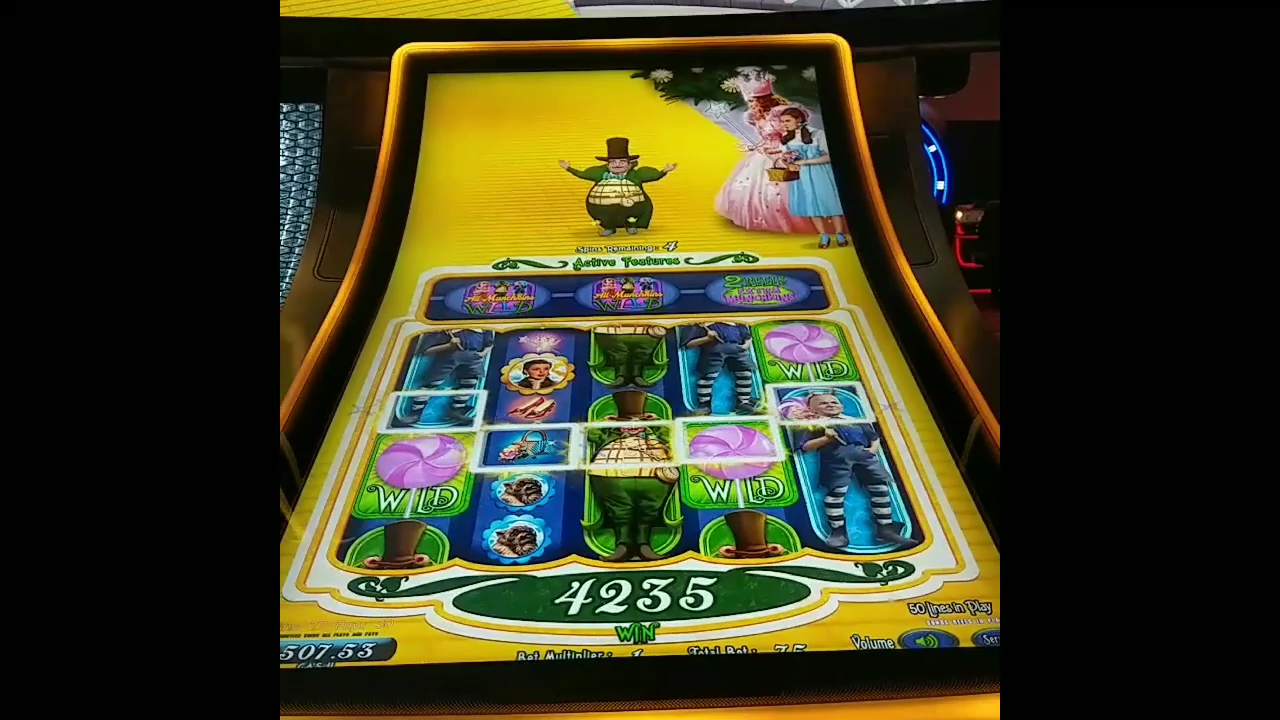 Spins Remaining: 4
Active Features
All Munchkins WILD
All Munchkins WILD
WILD
WILD
WILD
4235
WIN
50 Lines in Play
507.53
CASH
Bet Multiplier: 1
Total Bet: 75
Volume